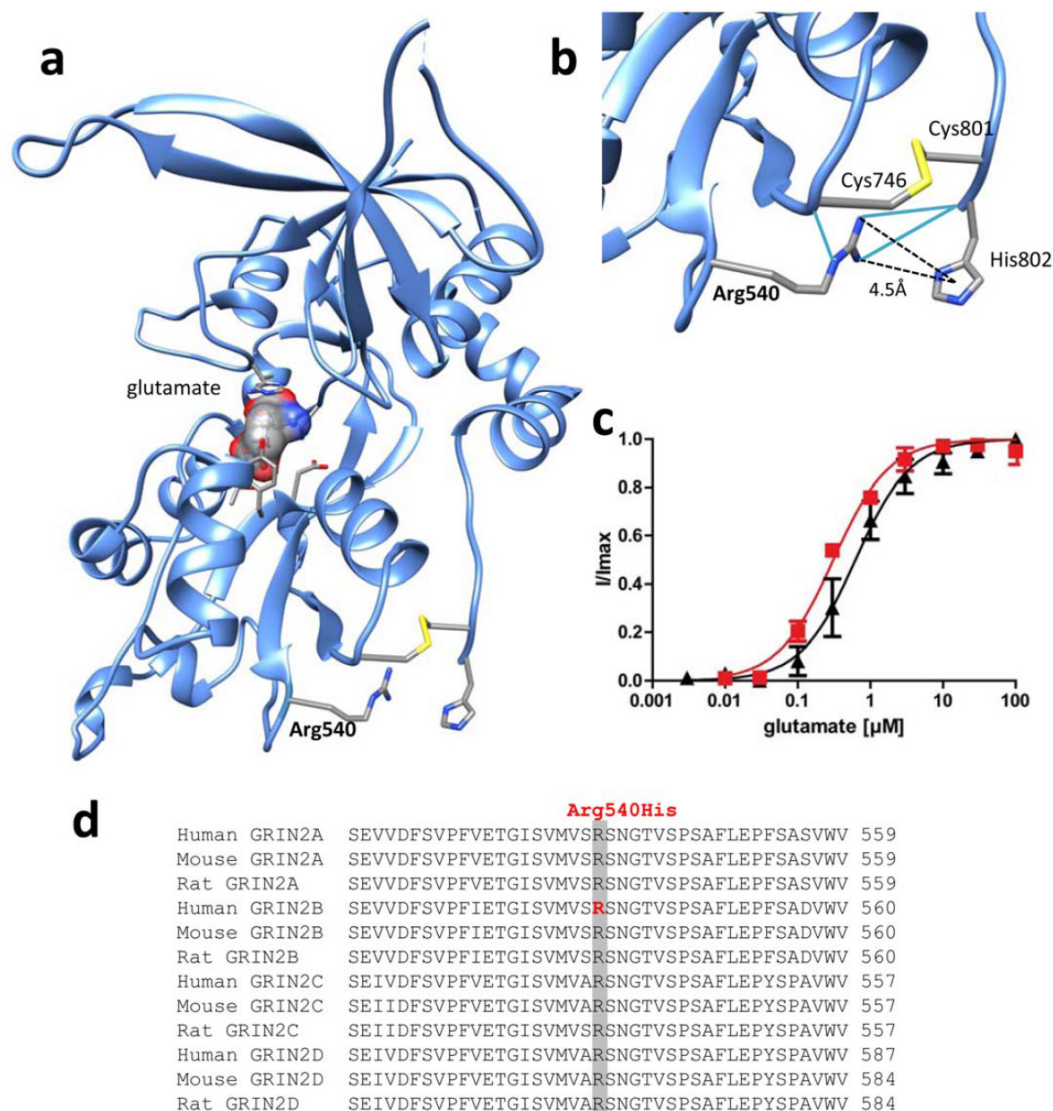 a
glutamate
Arg540
b
Cys801
Cys746
His802
Arg540
4.5Å
c
I/Imax
1.0
0.8
0.6
0.4
0.2
0.0
0.001 0.01 0.1 1 10 100
glutamate [µM]
d
Arg540His
Human GRIN2A SEVVDFSVPFVETGISVMVSRSNGTVSPSAFLEPFSASVWV 559
Mouse GRIN2A SEVVDFSVPFVETGISVMVSRSNGTVSPSAFLEPFSASVWV 559
Rat GRIN2A SEVVDFSVPFVETGISVMVSRSNGTVSPSAFLEPFSASVWV 559
Human GRIN2B SEVVDFSVPFIETGISVMVSRSNGTVSPSAFLEPFSADVWV 560
Mouse GRIN2B SEVVDFSVPFIETGISVMVSRSNGTVSPSAFLEPFSADVWV 560
Rat GRIN2B SEVVDFSVPFIETGISVMVSRSNGTVSPSAFLEPFSADVWV 560
Human GRIN2C SEIVDFSVPFVETGISVMVARSNGTVSPSAFLEPYSPAVWV 557
Mouse GRIN2C SEIIDFSVPFVETGISVMVARSNGTVSPSAFLEPYSPAVWV 557
Rat GRIN2C SEIIDFSVPFVETGISVMVSRSNGTVSPSAFLEPYSPAVWV 557
Human GRIN2D SEIVDFSVPFVETGISVMVARSNGTVSPSAFLEPYSPAVWV 587
Mouse GRIN2D SEIVDFSVPFVETGISVMVARSNGTVSPSAFLEPYSPAVWV 584
Rat GRIN2D SEIVDFSVPFVETGISVMVARSNGTVSPSAFLEPYSPAVWV 584